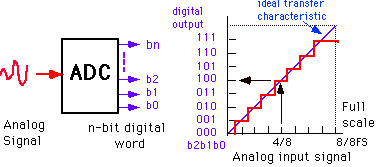 Analog
Signal
ADC
bn
b2
b1
b0
n-bit digital
word
digital
output
ideal transfer
characteristic
111
110
101
100
011
010
001
000
b2b1b0
4/8
8/8FS
Full
scale
Analog input signal